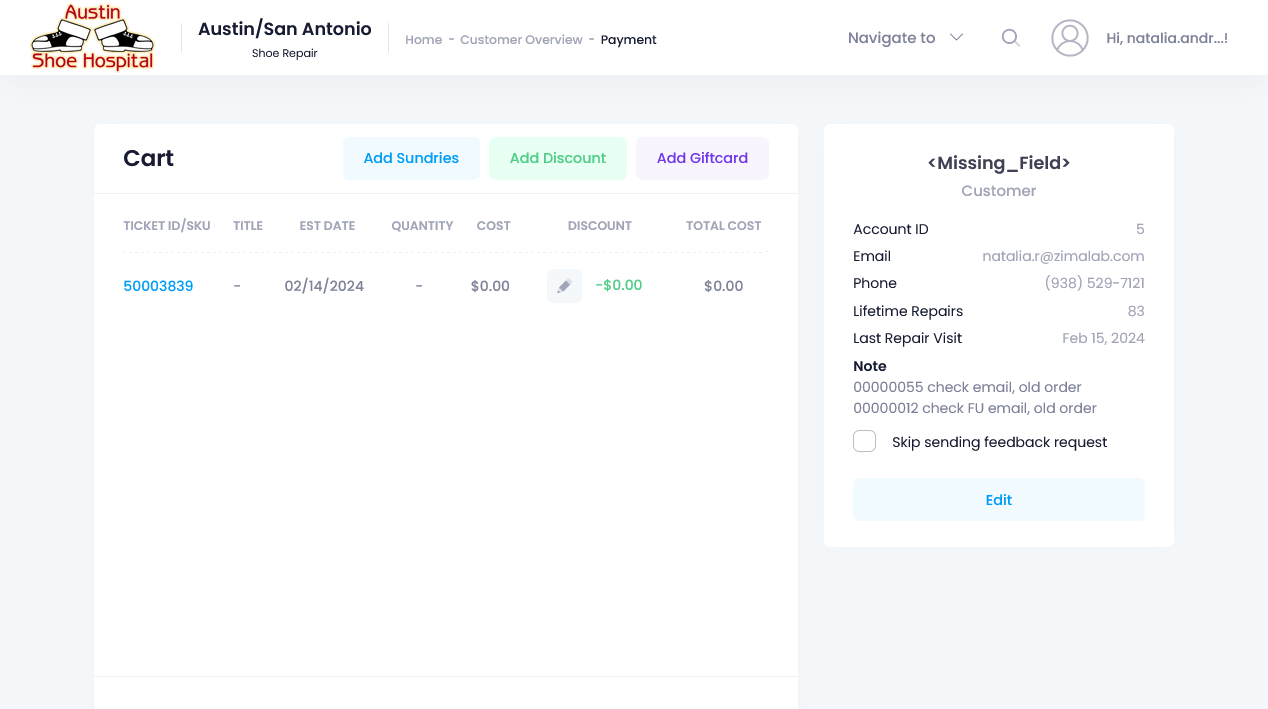 Austin
Shoe Hospital
Austin/San Antonio
Shoe Repair
Home - Customer Overview - Payment
Navigate to
Hi, natalia.andr...!
Cart
Add Sundries
Add Discount
Add Giftcard
TICKET ID/SKU TITLE EST DATE QUANTITY COST DISCOUNT TOTAL COST
50003839 - 02/14/2024 - $0.00 -$0.00 $0.00
<Missing_Field>
Customer
Account ID 5
Email natalia.r@zimalab.com
Phone (938) 529-7121
Lifetime Repairs 83
Last Repair Visit Feb 15, 2024
Note
00000055 check email, old order
00000012 check FU email, old order
Skip sending feedback request
Edit